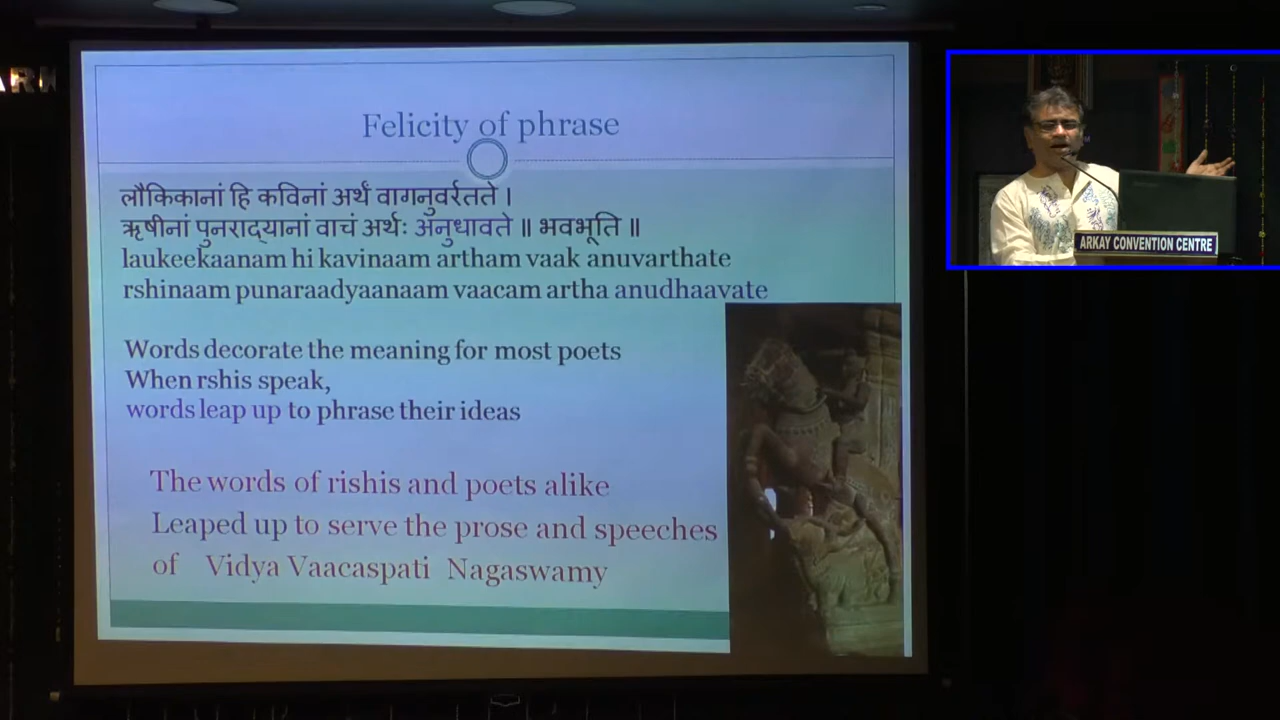 ARK
Felicity of phrase
लौकिकानां हि कविनां अर्थं वागनुवर्रतते ।
ऋषीनां पुनराद्यानां वाचं अर्थः अनुधावते ॥ भवभूति ॥
laukeekaanam hi kavinaam artham vaak anuvarthate
rshinaam punaraadyaanaam vaacam artha anudhaavate
Words decorate the meaning for most poets
When rshis speak,
words leap up to phrase their ideas
The words of rishis and poets alike
Leaped up to serve the prose and speeches
of Vidya Vaacaspati Nagaswamy
ARKAY CONVENTION CENTRE